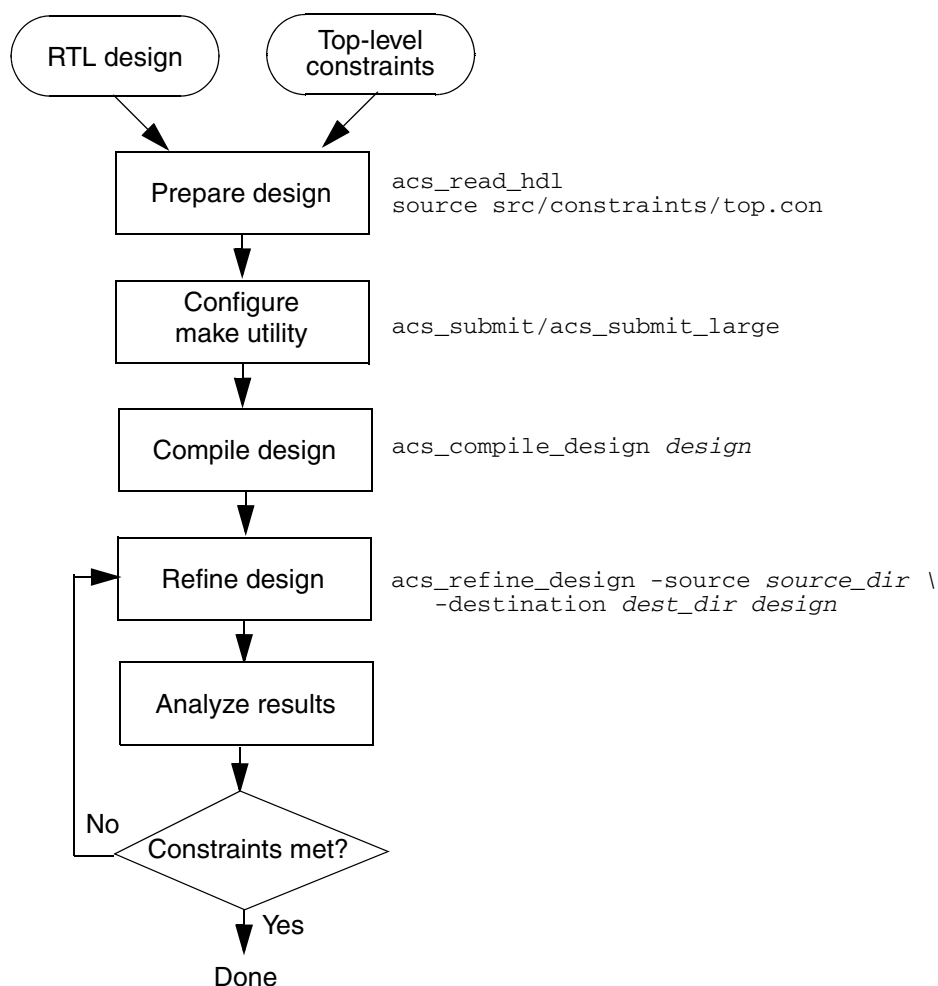 RTL design
Top-level
constraints
Prepare design
acs_read_hdl
source src/constraints/top.con
Configure
make utility
acs_submit/acs_submit_large
Compile design
acs_compile_design design
Refine design
acs_refine_design -source source_dir \
-destination dest_dir design
Analyze results
No
Constraints met?
Yes
Done